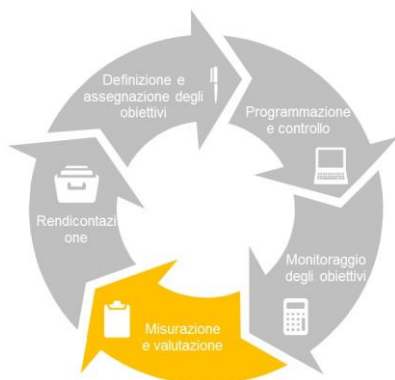 Definizione e
assegnazione degli
obiettivi
Programmazione
e controllo
Monitoraggio
degli obiettivi
Misurazione
e valutazione
Rendicontazi
one